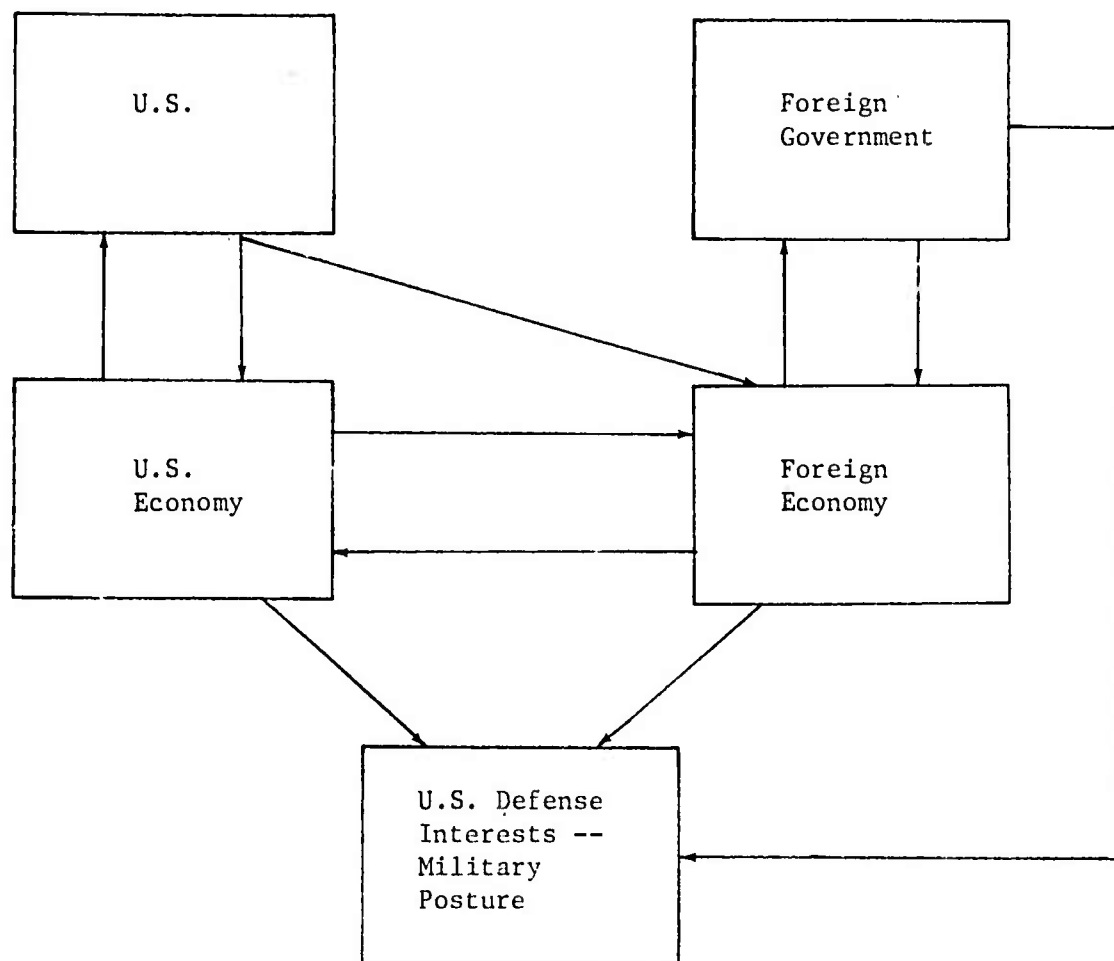 U.S.
Foreign
Government
U.S.
Economy
Foreign
Economy
U.S. Defense
Interests --
Military
Posture